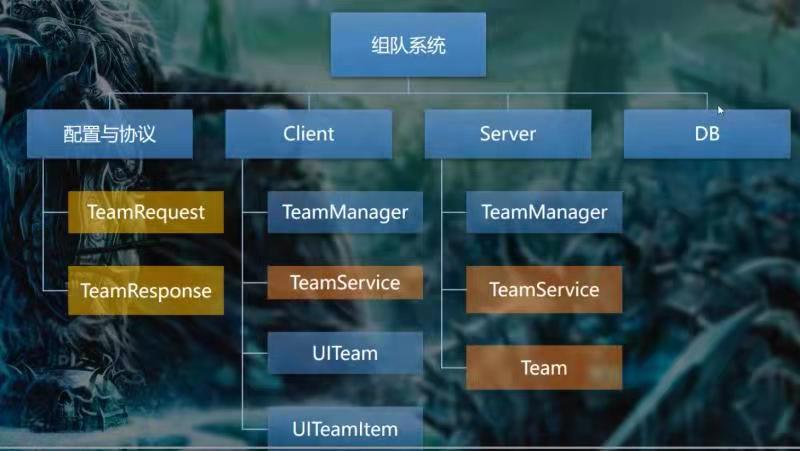 组队系统
配置与协议
Client
Server
DB
TeamRequest
TeamResponse
TeamManager
TeamService
UITeam
UITeamItem
TeamManager
TeamService
Team